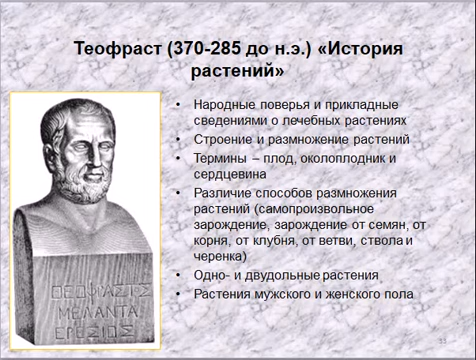 Теофраст (370-285 до н.э.) «История
растений»
• Народные поверья и прикладные
сведениями о лечебных растениях
• Строение и размножение растений
• Термины – плод, околоплодник и
сердцевина
• Различие способов размножения
растений (самопроизвольное
зарождение, зарождение от семян, от
корня, от клубня, от ветви, ствола и
черенка)
• Одно- и двудольные растения
• Растения мужского и женского пола
ΜΕΛΑΝΤΑ
ΕΡΕΣΙΟΣ